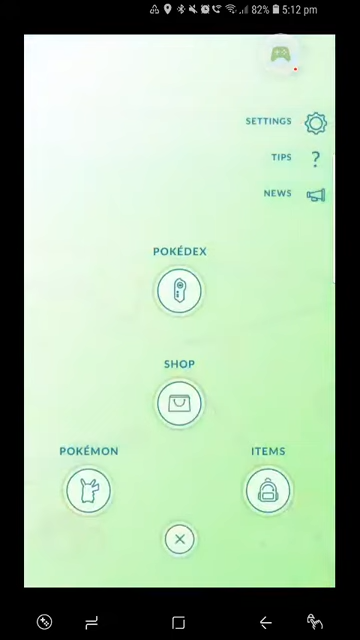 82% 5:12 pm
SETTINGS
TIPS
?
NEWS
POKÉDEX
SHOP
POKÉMON
ITEMS